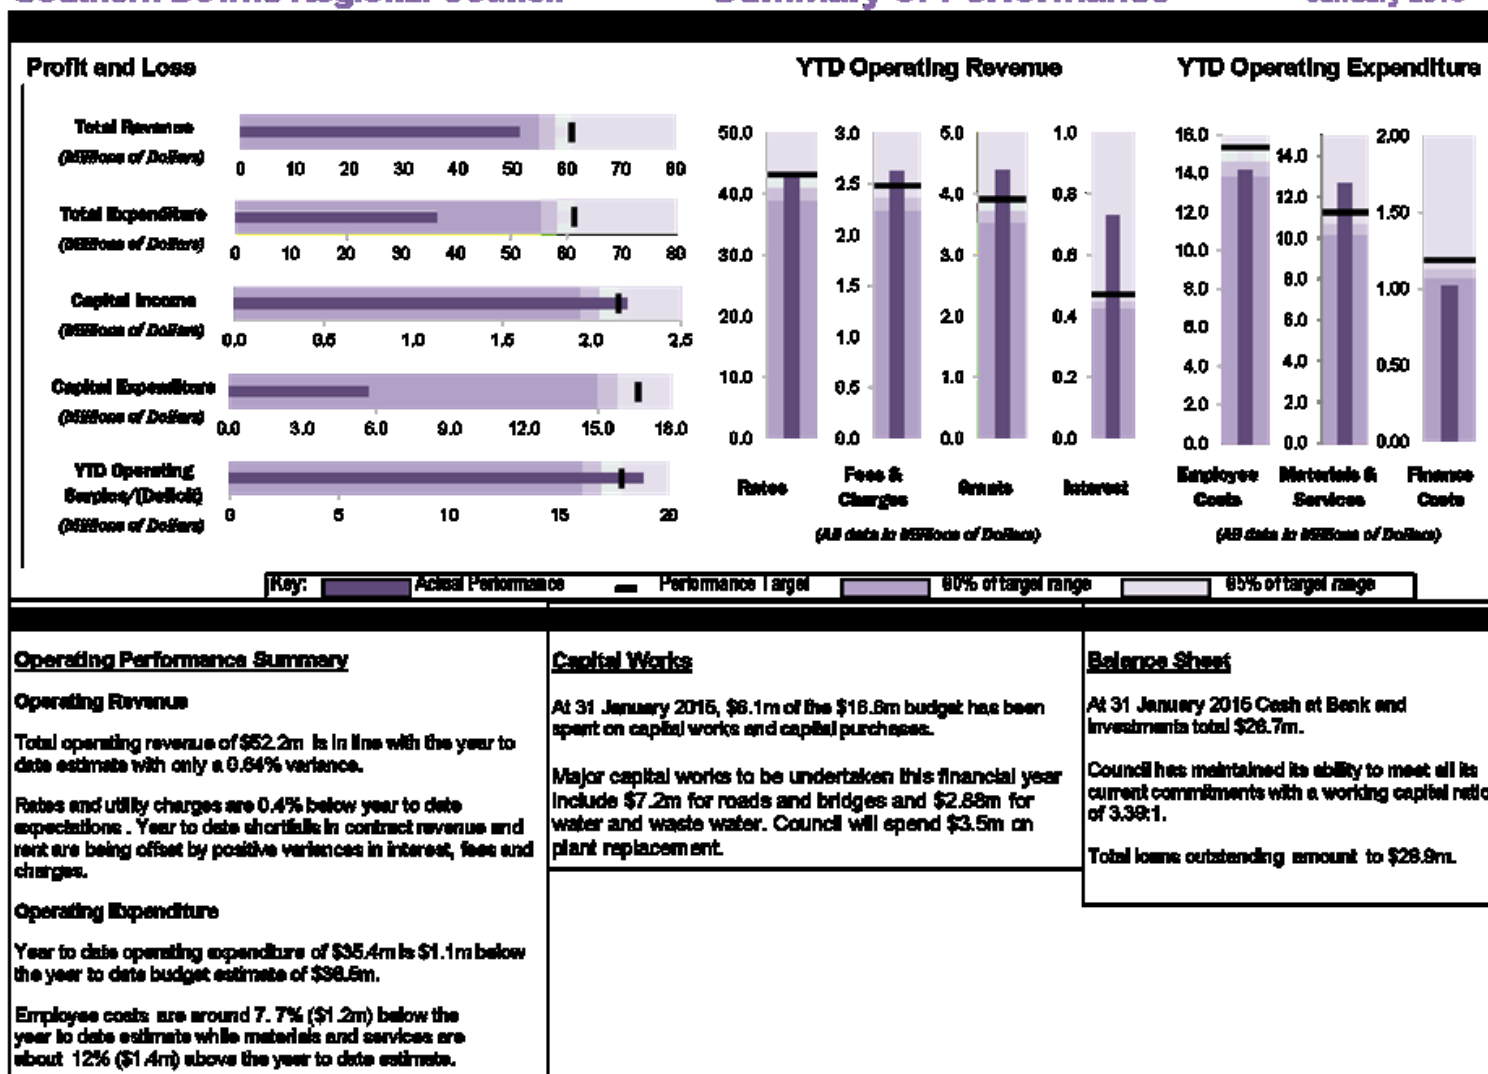 Southern Downs Regional Council
Summary of Performance
January 2015
Profit and Loss
YTD Operating Revenue
YTD Operating Expenditure
Total Revenue
(Millions of Dollars)
0 10 20 30 40 50 60 70 80
Total Expenditure
(Millions of Dollars)
0 10 20 30 40 50 60 70 80
Capital Income
(Millions of Dollars)
0.0 0.5 1.0 1.5 2.0 2.5
Capital Expenditure
(Millions of Dollars)
0.0 3.0 6.0 9.0 12.0 15.0 18.0
YTD Operating
Surplus/(Deficit)
(Millions of Dollars)
0 5 10 15 20
50.0
40.0
30.0
20.0
10.0
0.0
Rates
3.0
2.5
2.0
1.5
1.0
0.5
0.0
Fees &
Charges
5.0
4.0
3.0
2.0
1.0
0.0
Grants
1.0
0.8
0.6
0.4
0.2
0.0
Interest
(All data in Millions of Dollars)
16.0
14.0
12.0
10.0
8.0
6.0
4.0
2.0
0.0
Employee
Costs
14.0
12.0
10.0
8.0
6.0
4.0
2.0
0.0
Materials &
Services
2.00
1.50
1.00
0.50
0.00
Finance
Costs
(All data in Millions of Dollars)
Key: Actual Performance Performance Target 90% of target range 95% of target range
Operating Performance Summary
Operating Revenue
Total operating revenue of $52.2m is in line with the year to
date estimate with only a 0.64% variance.
Rates and utility charges are 0.4% below year to date
expectations . Year to date shortfalls in contract revenue and
rent are being offset by positive variances in interest, fees and
charges.
Operating Expenditure
Year to date operating expenditure of $35.4m is $1.1m below
the year to date budget estimate of $36.5m.
Employee costs are around 7. 7% ($1.2m) below the
year to date estimate while materials and services are
about 12% ($1.4m) above the year to date estimate.
Capital Works
At 31 January 2015, $6.1m of the $16.6m budget has been
spent on capital works and capital purchases.
Major capital works to be undertaken this financial year
include $7.2m for roads and bridges and $2.88m for
water and waste water. Council will spend $3.5m on
plant replacement.
Balance Sheet
At 31 January 2015 Cash at Bank and
Investments total $26.7m.
Council has maintained its ability to meet all its
current commitments with a working capital ratio
of 3.39:1.
Total loans outstanding amount to $26.9m.